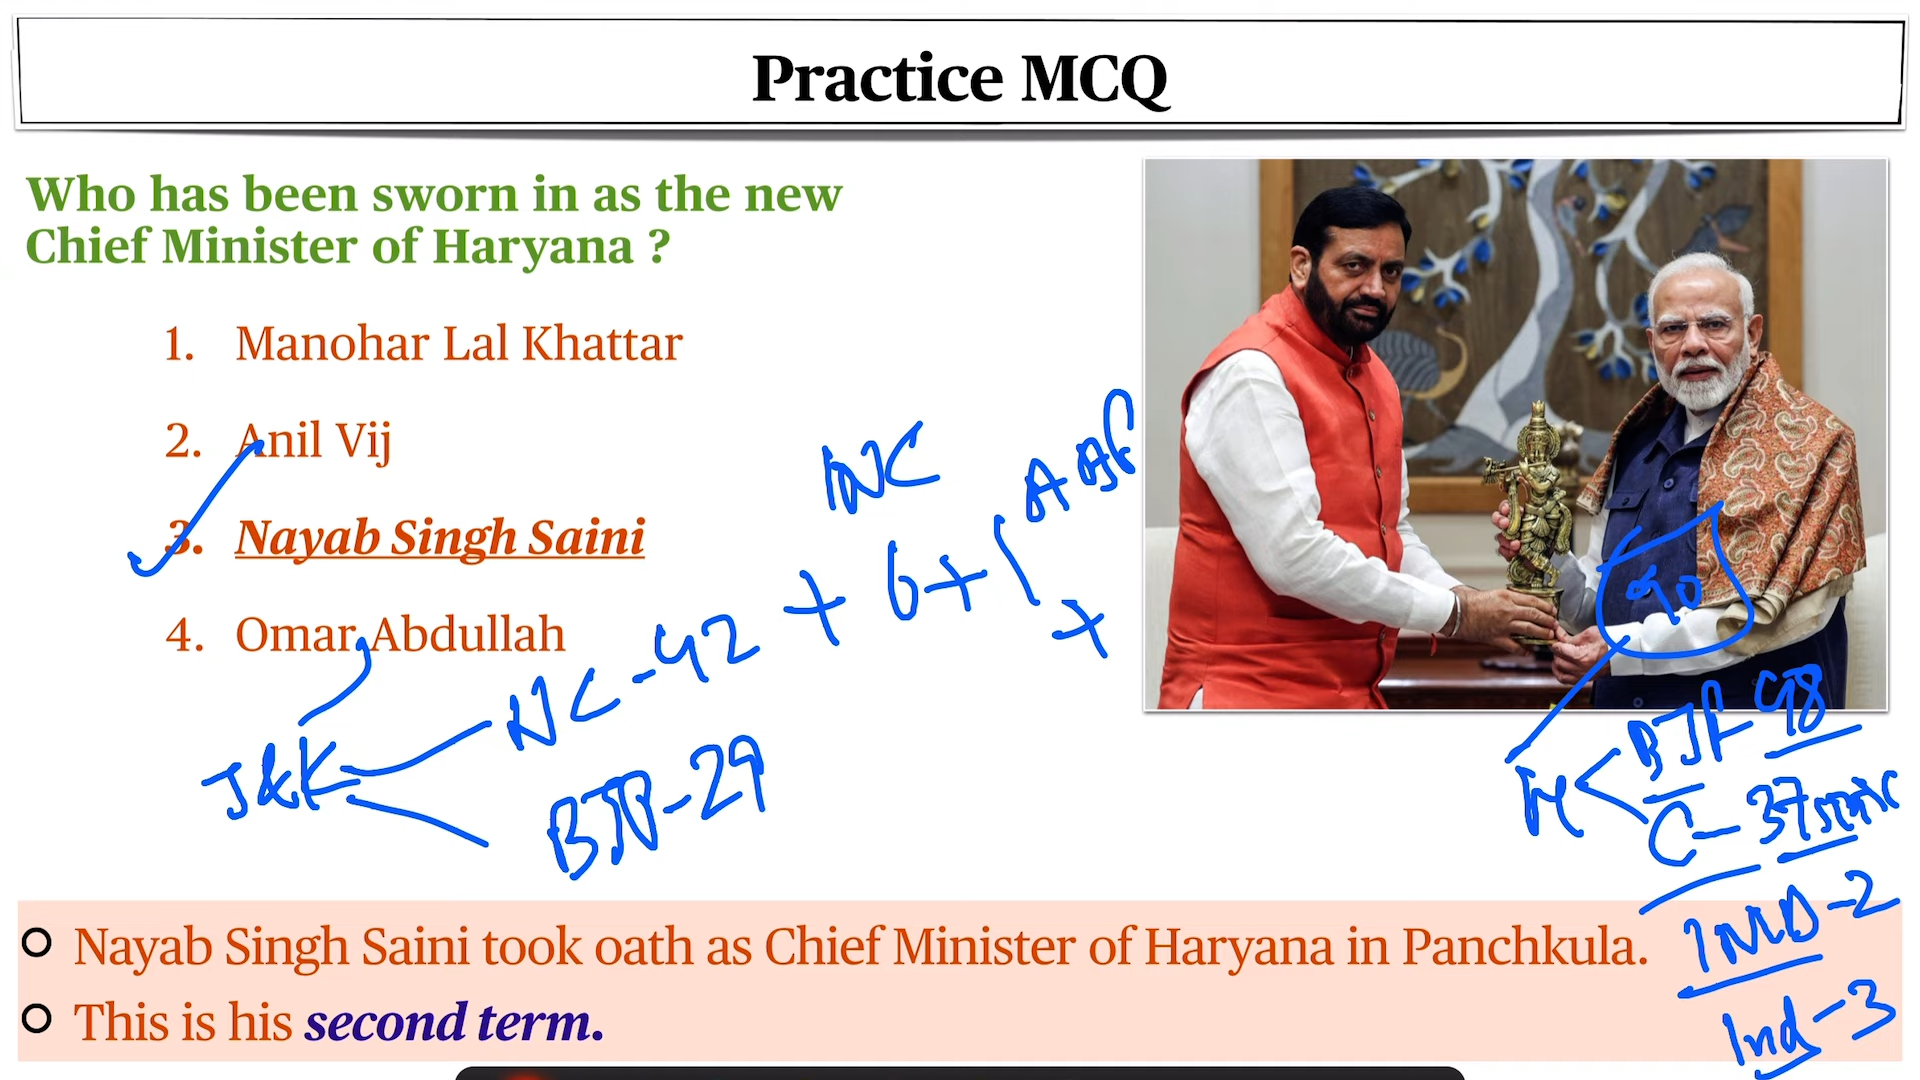 Practice MCQ
Who has been sworn in as the new
Chief Minister of Haryana ?
1. Manohar Lal Khattar
2. Anil Vij
3. Nayab Singh Saini
4. Omar Abdullah
INC
AAP
NC-42 + 6+1
+
J&K
BJP-29
90
BJP-48
C-37
INLD-2
Ind-3
Nayab Singh Saini took oath as Chief Minister of Haryana in Panchkula.
This is his second term.